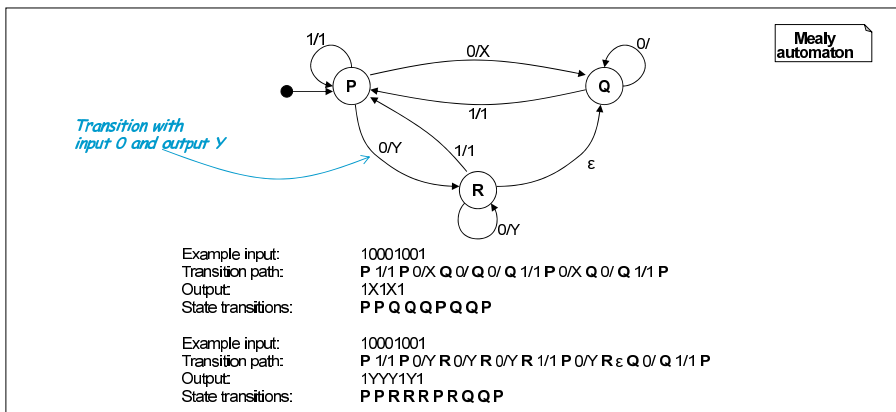 Mealy
automaton
1/1
0/X
0/
P
Q
1/1
Transition with
input 0 and output Y
0/Y
1/1
ε
R
0/Y
Example input: 10001001
Transition path: P 1/1 P 0/X Q 0/ Q 0/ Q 1/1 P 0/X Q 0/ Q 1/1 P
Output: 1X1X1
State transitions: P P Q Q Q P Q Q P
Example input: 10001001
Transition path: P 1/1 P 0/Y R 0/Y R 0/Y R 1/1 P 0/Y R ε Q 0/ Q 1/1 P
Output: 1YYY1Y1
State transitions: P P R R R P R Q Q P